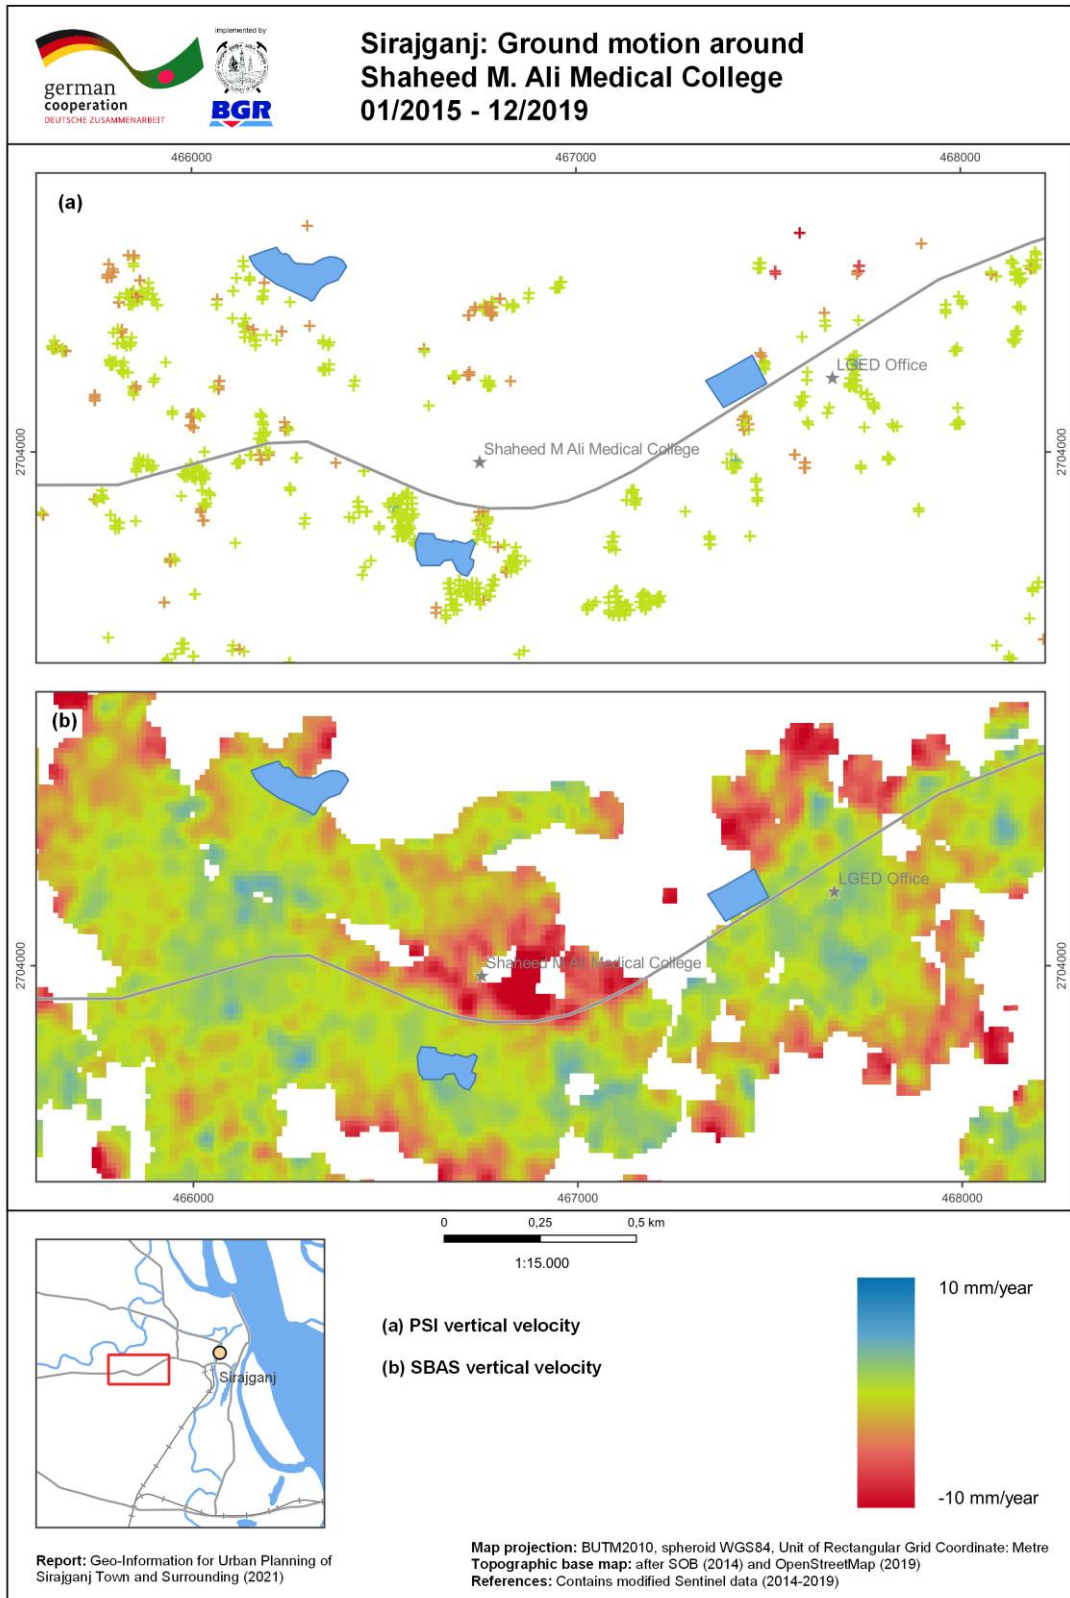 german
cooperation
DEUTSCHE ZUSAMMENARBEIT
implemented by
BGR
Sirajganj: Ground motion around
Shaheed M. Ali Medical College
01/2015 - 12/2019
466000 467000 468000
(a)
LGED Office
Shaheed M Ali Medical College
2704000 2704000
(b)
LGED Office
Shaheed M Ali Medical College
2704000 2704000
466000 467000 468000
0 0,25 0,5 km
1:15.000
(a) PSI vertical velocity
(b) SBAS vertical velocity
Sirajganj
10 mm/year
-10 mm/year
Report: Geo-Information for Urban Planning of
Sirajganj Town and Surrounding (2021)
Map projection: BUTM2010, spheroid WGS84, Unit of Rectangular Grid Coordinate: Metre
Topographic base map: after SOB (2014) and OpenStreetMap (2019)
References: Contains modified Sentinel data (2014-2019)